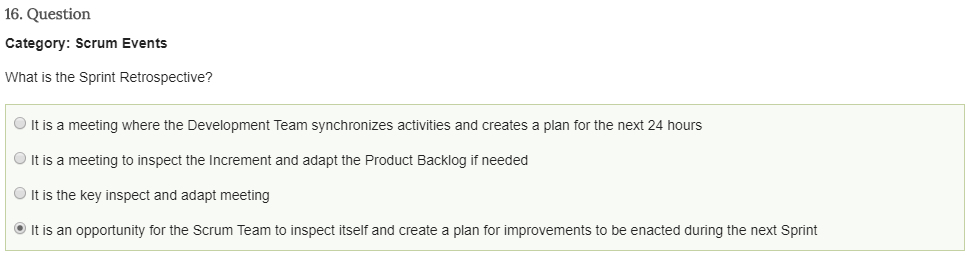 16. Question
Category: Scrum Events
What is the Sprint Retrospective?
It is a meeting where the Development Team synchronizes activities and creates a plan for the next 24 hours
It is a meeting to inspect the Increment and adapt the Product Backlog if needed
It is the key inspect and adapt meeting
It is an opportunity for the Scrum Team to inspect itself and create a plan for improvements to be enacted during the next Sprint